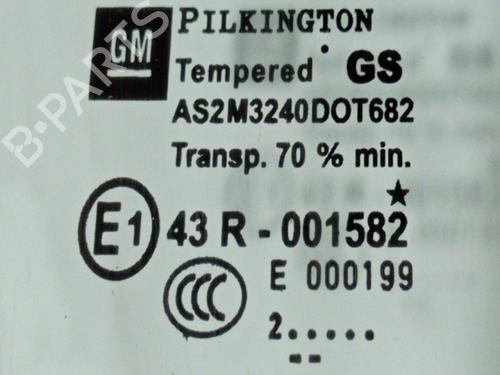 GM PILKINGTON
Tempered GS
AS2M3240DOT682
Transp. 70 % min.
E1 43 R - 001582
CCC E 000199
2.....
--
B-PARTS